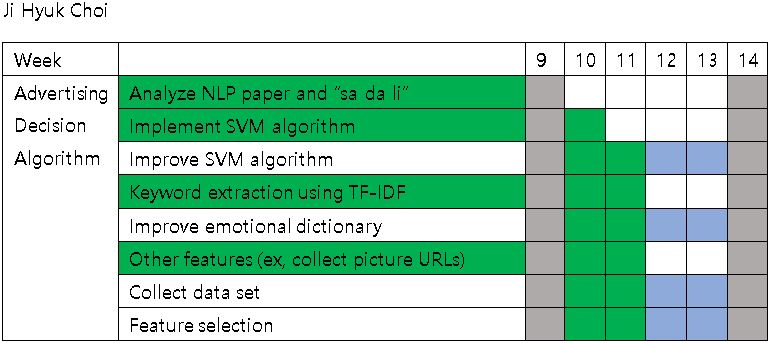 Ji Hyuk Choi
Week 9 10 11 12 13 14
Advertising Analyze NLP paper and “sa da li”
Decision Implement SVM algorithm
Algorithm Improve SVM algorithm
Keyword extraction using TF-IDF
Improve emotional dictionary
Other features (ex, collect picture URLs)
Collect data set
Feature selection